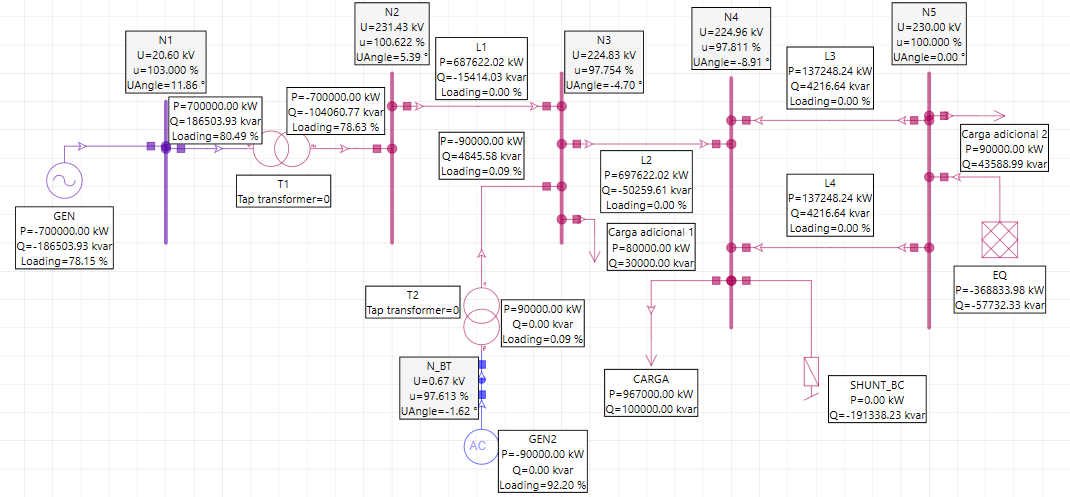 N1
U=20.60 kV
u=103.000 %
UAngle=11.86 °
N2
U=231.43 kV
u=100.622 %
UAngle=5.39 °
L1
P=687622.02 kW
Q=-15414.03 kvar
Loading=0.00 %
N3
U=224.83 kV
u=97.754 %
UAngle=-4.70 °
N4
U=224.96 kV
u=97.811 %
UAngle=-8.91 °
L3
P=137248.24 kW
Q=4216.64 kvar
Loading=0.00 %
N5
U=230.00 kV
u=100.000 %
UAngle=0.00 °
P=700000.00 kW
Q=186503.93 kvar
Loading=80.49 %
P=-700000.00 kW
Q=-104060.77 kvar
Loading=78.63 %
T1
Tap transformer=0
GEN
P=-700000.00 kW
Q=-186503.93 kvar
Loading=78.15 %
P=-90000.00 kW
Q=4845.58 kvar
Loading=0.09 %
L2
P=697622.02 kW
Q=-50259.61 kvar
Loading=0.00 %
L4
P=137248.24 kW
Q=4216.64 kvar
Loading=0.00 %
Carga adicional 2
P=90000.00 kW
Q=43588.99 kvar
Carga adicional 1
P=80000.00 kW
Q=30000.00 kvar
EQ
P=-368833.98 kW
Q=-57732.33 kvar
T2
Tap transformer=0
P=90000.00 kW
Q=0.00 kvar
Loading=0.09 %
N_BT
U=0.67 kV
u=97.613 %
UAngle=-1.62 °
CARGA
P=967000.00 kW
Q=100000.00 kvar
SHUNT_BC
P=0.00 kW
Q=-191338.23 kvar
AC
GEN2
P=-90000.00 kW
Q=0.00 kvar
Loading=92.20 %